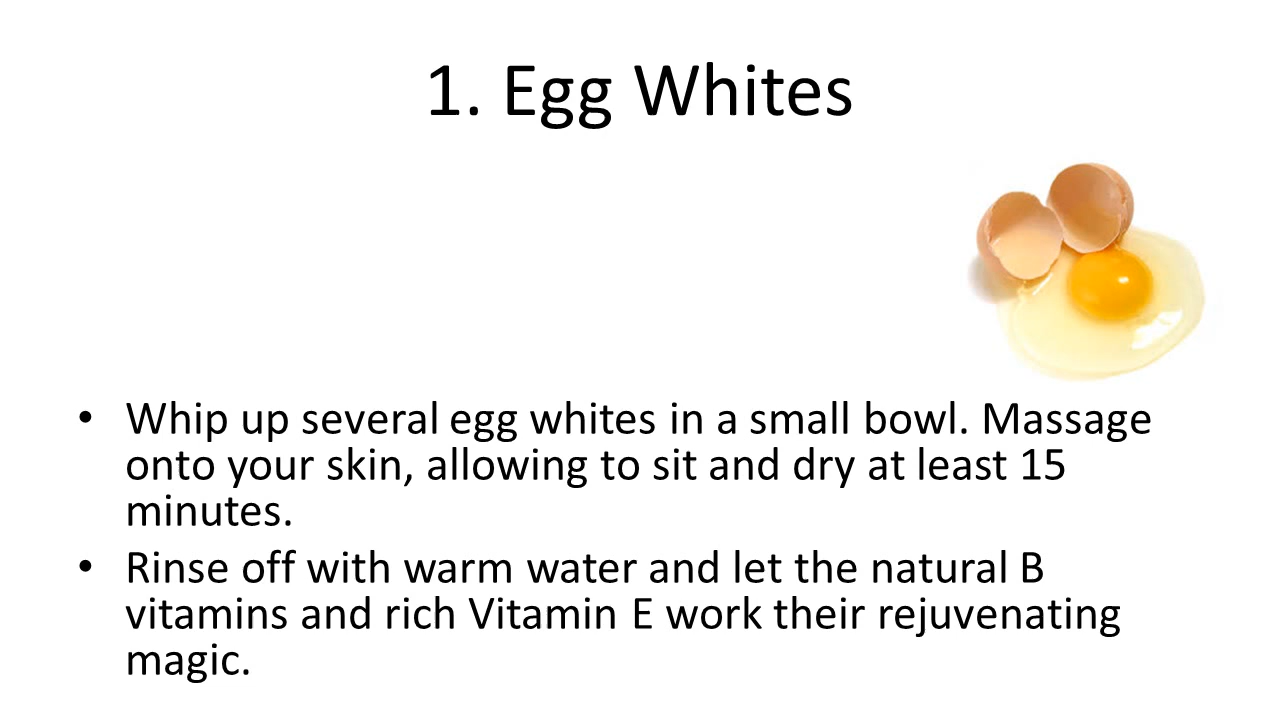 1. Egg Whites
• Whip up several egg whites in a small bowl. Massage
onto your skin, allowing to sit and dry at least 15
minutes.
• Rinse off with warm water and let the natural B
vitamins and rich Vitamin E work their rejuvenating
magic.